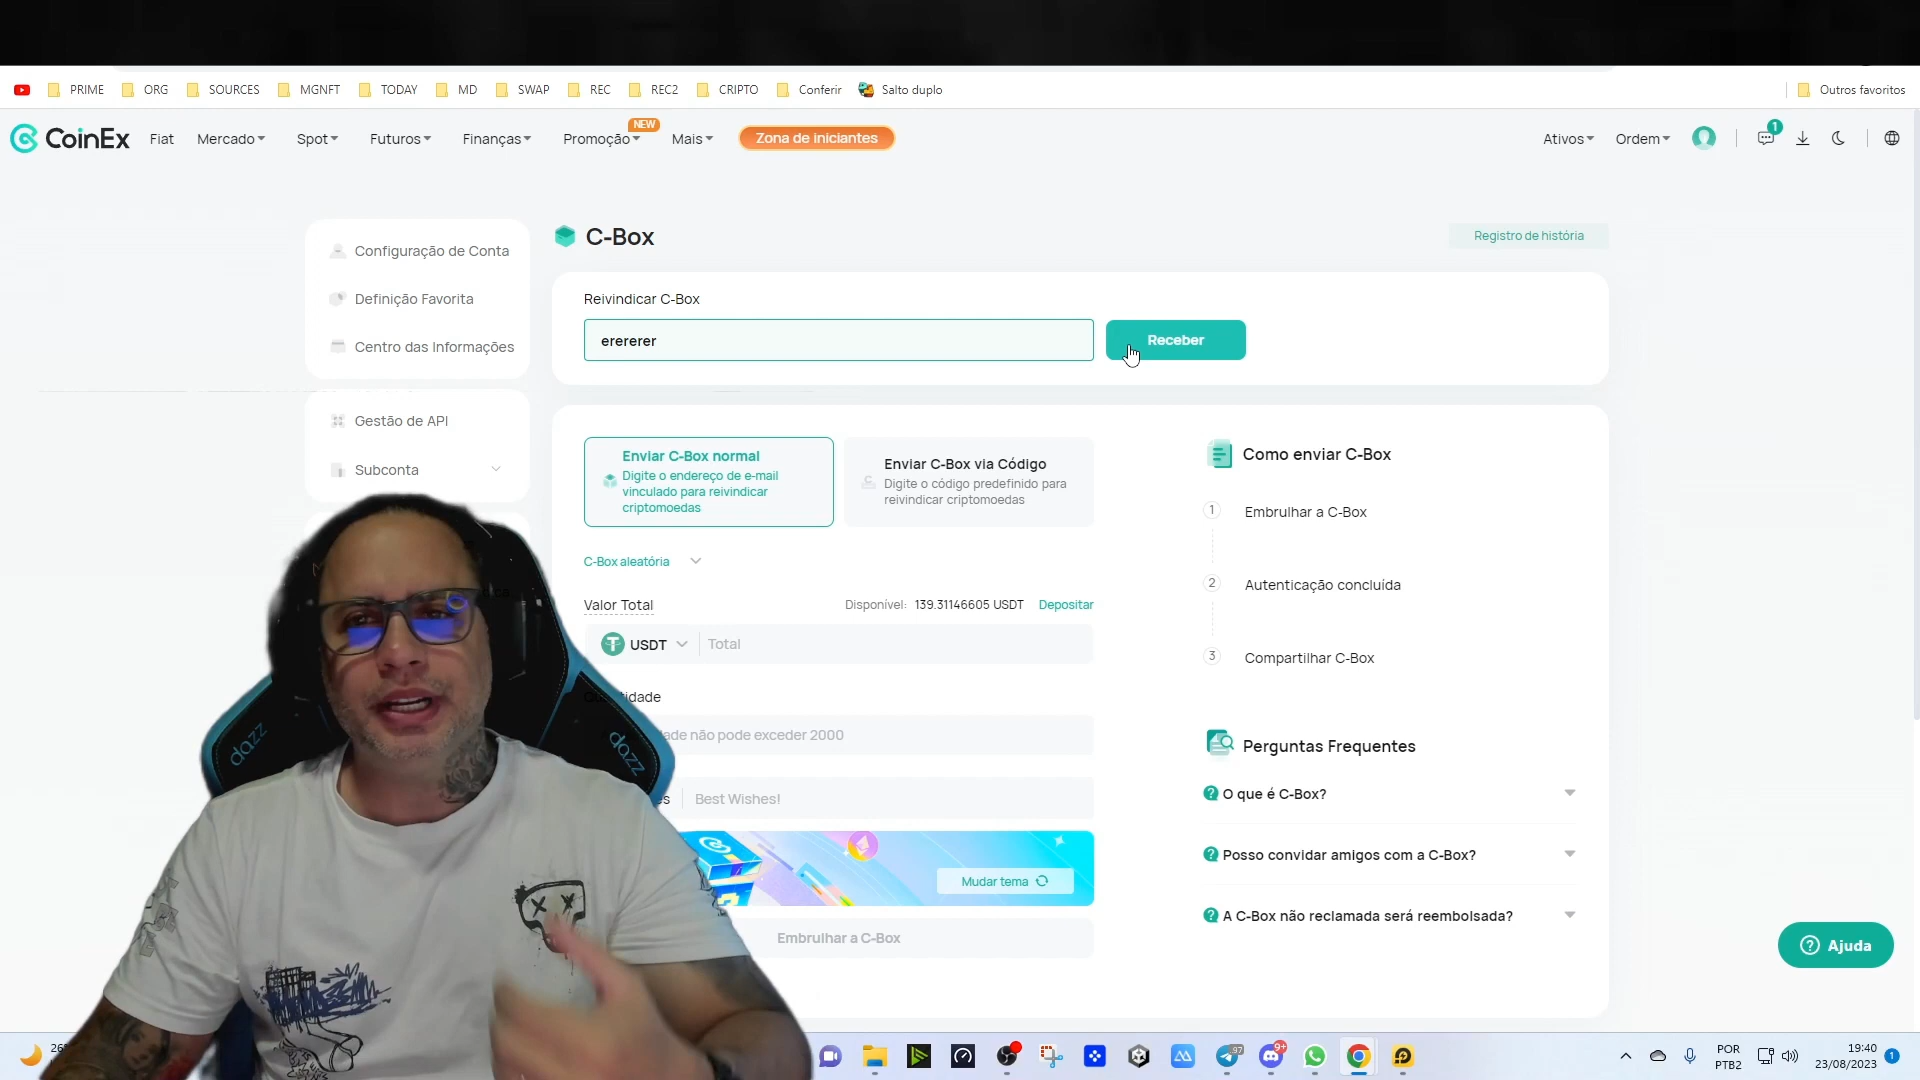 PRIME ORG SOURCES MGNFT TODAY MD SWAP REC REC2 CRIPTO Conferir Salto duplo Outros favoritos
CoinEx Fiat Mercado Spot Futuros Finanças Promoção NEW Mais Zona de iniciantes Ativos Ordem 1
Configuração de Conta
Definição Favorita
Centro das Informações
Gestão de API
Subconta
C-Box
Registro de história
Reivindicar C-Box
erererer
Receber
Enviar C-Box normal
Digite o endereço de e-mail
vinculado para reivindicar
criptomoedas
Enviar C-Box via Código
Digite o código predefinido para
reivindicar criptomoedas
C-Box aleatória
Valor Total
Disponível: 139.31146605 USDT Depositar
USDT Total
não pode exceder 2000
Best Wishes!
Mudar tema
Embrulhar a C-Box
Como enviar C-Box
1 Embrulhar a C-Box
2 Autenticação concluída
3 Compartilhar C-Box
Perguntas Frequentes
O que é C-Box?
Posso convidar amigos com a C-Box?
A C-Box não reclamada será reembolsada?
Ajuda
dazz
dazz
97
9+
POR
PTB2
19:40
23/08/2023
1